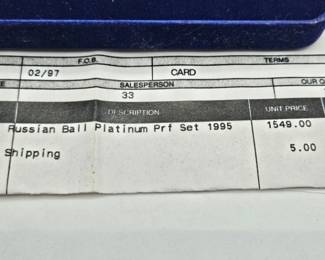 F.O.B. TERMS
02/97 CARD
SALESPERSON OUR
33
DESCRIPTION UNIT PRICE
Russian Ball Platinum Prf Set 1995 1549.00
Shipping 5.00